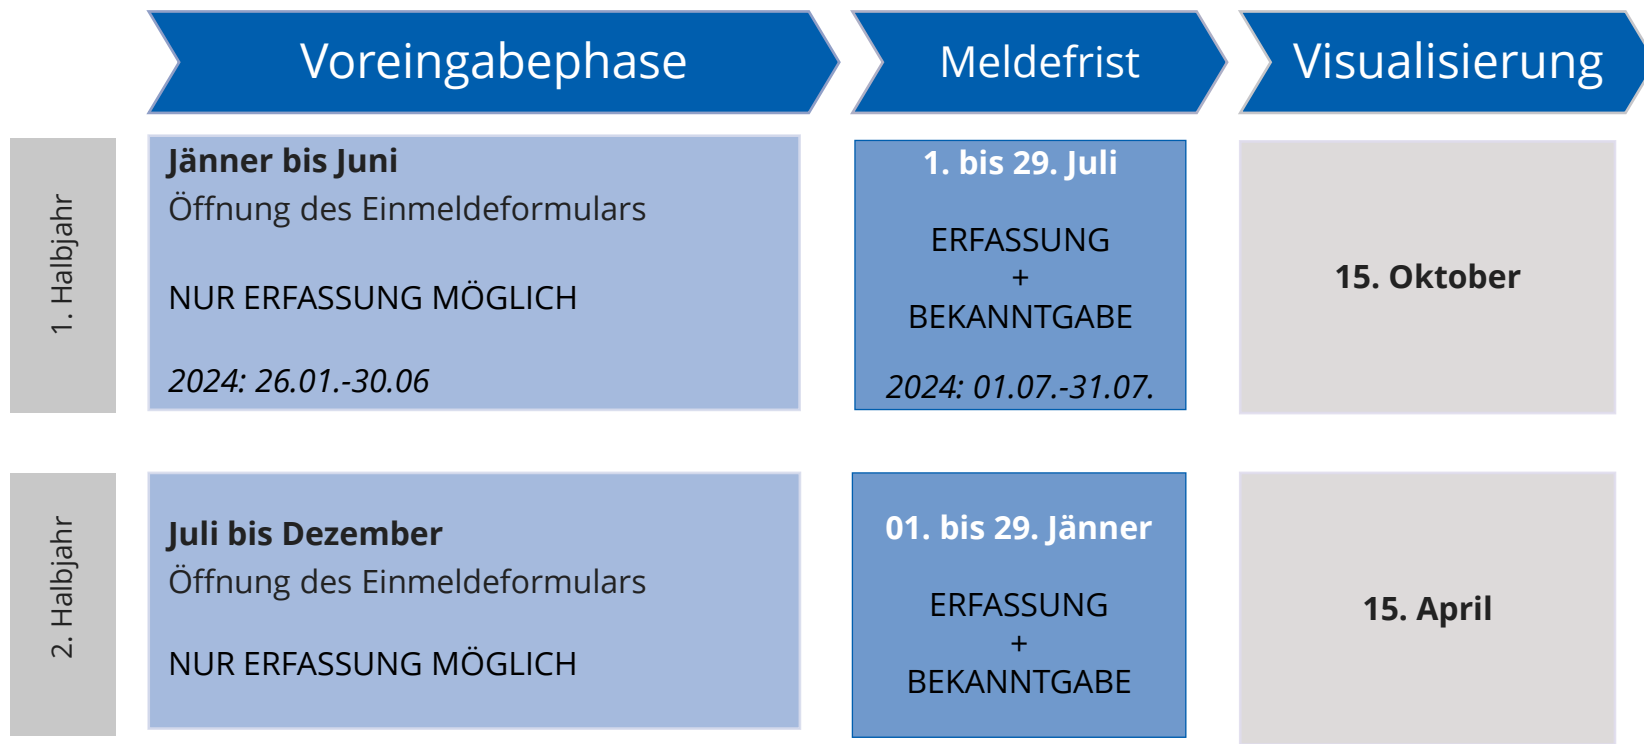 Voreingabephase
Meldefrist
Visualisierung
1. Halbjahr
Jänner bis Juni
Öffnung des Einmeldeformulars
NUR ERFASSUNG MÖGLICH
2024: 26.01.-30.06
1. bis 29. Juli
ERFASSUNG
+
BEKANNTGABE
2024: 01.07.-31.07.
15. Oktober
2. Halbjahr
Juli bis Dezember
Öffnung des Einmeldeformulars
NUR ERFASSUNG MÖGLICH
01. bis 29. Jänner
ERFASSUNG
+
BEKANNTGABE
15. April